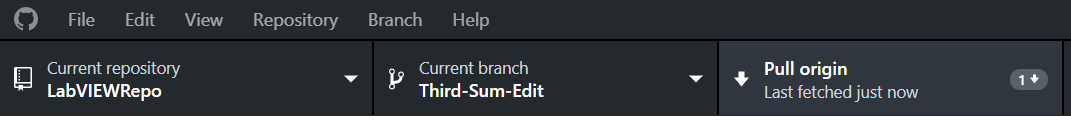 File Edit View Repository Branch Help
Current repository
LabVIEWRepo
Current branch
Third-Sum-Edit
Pull origin
Last fetched just now
1